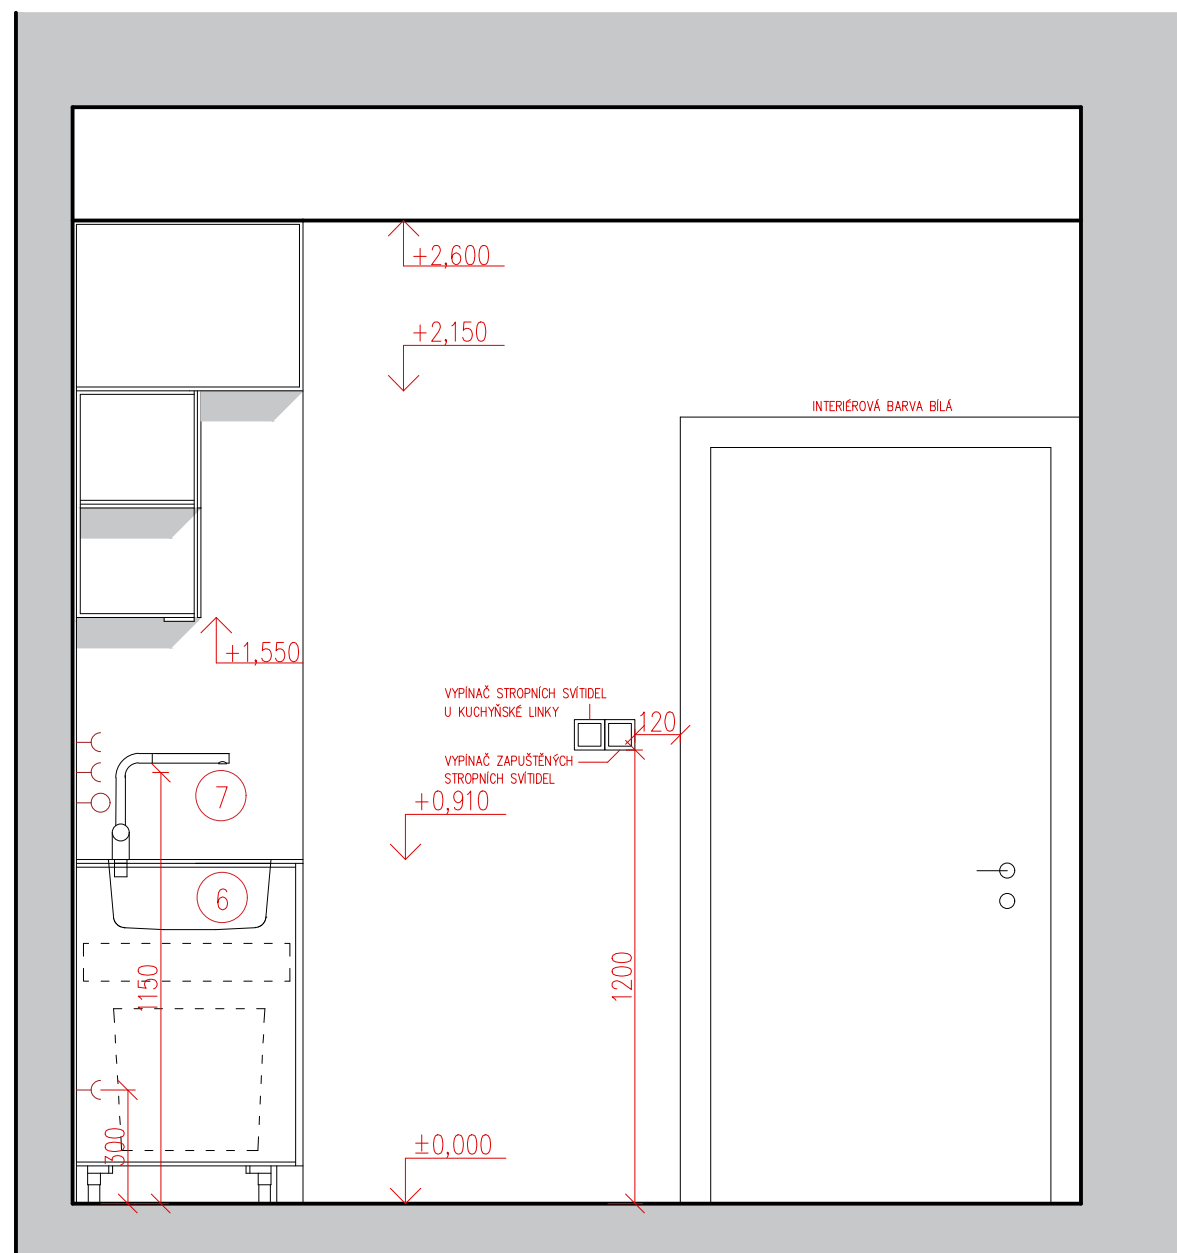 +2,600
+2,150
INTERIÉROVÁ BARVA BÍLÁ
+1,550
VYPÍNAČ STROPNÍCH SVÍTIDEL
U KUCHYŇSKÉ LINKY
120
VYPÍNAČ ZAPUŠTĚNÝCH
STROPNÍCH SVÍTIDEL
7
+0,910
6
1150
1200
300
±0,000